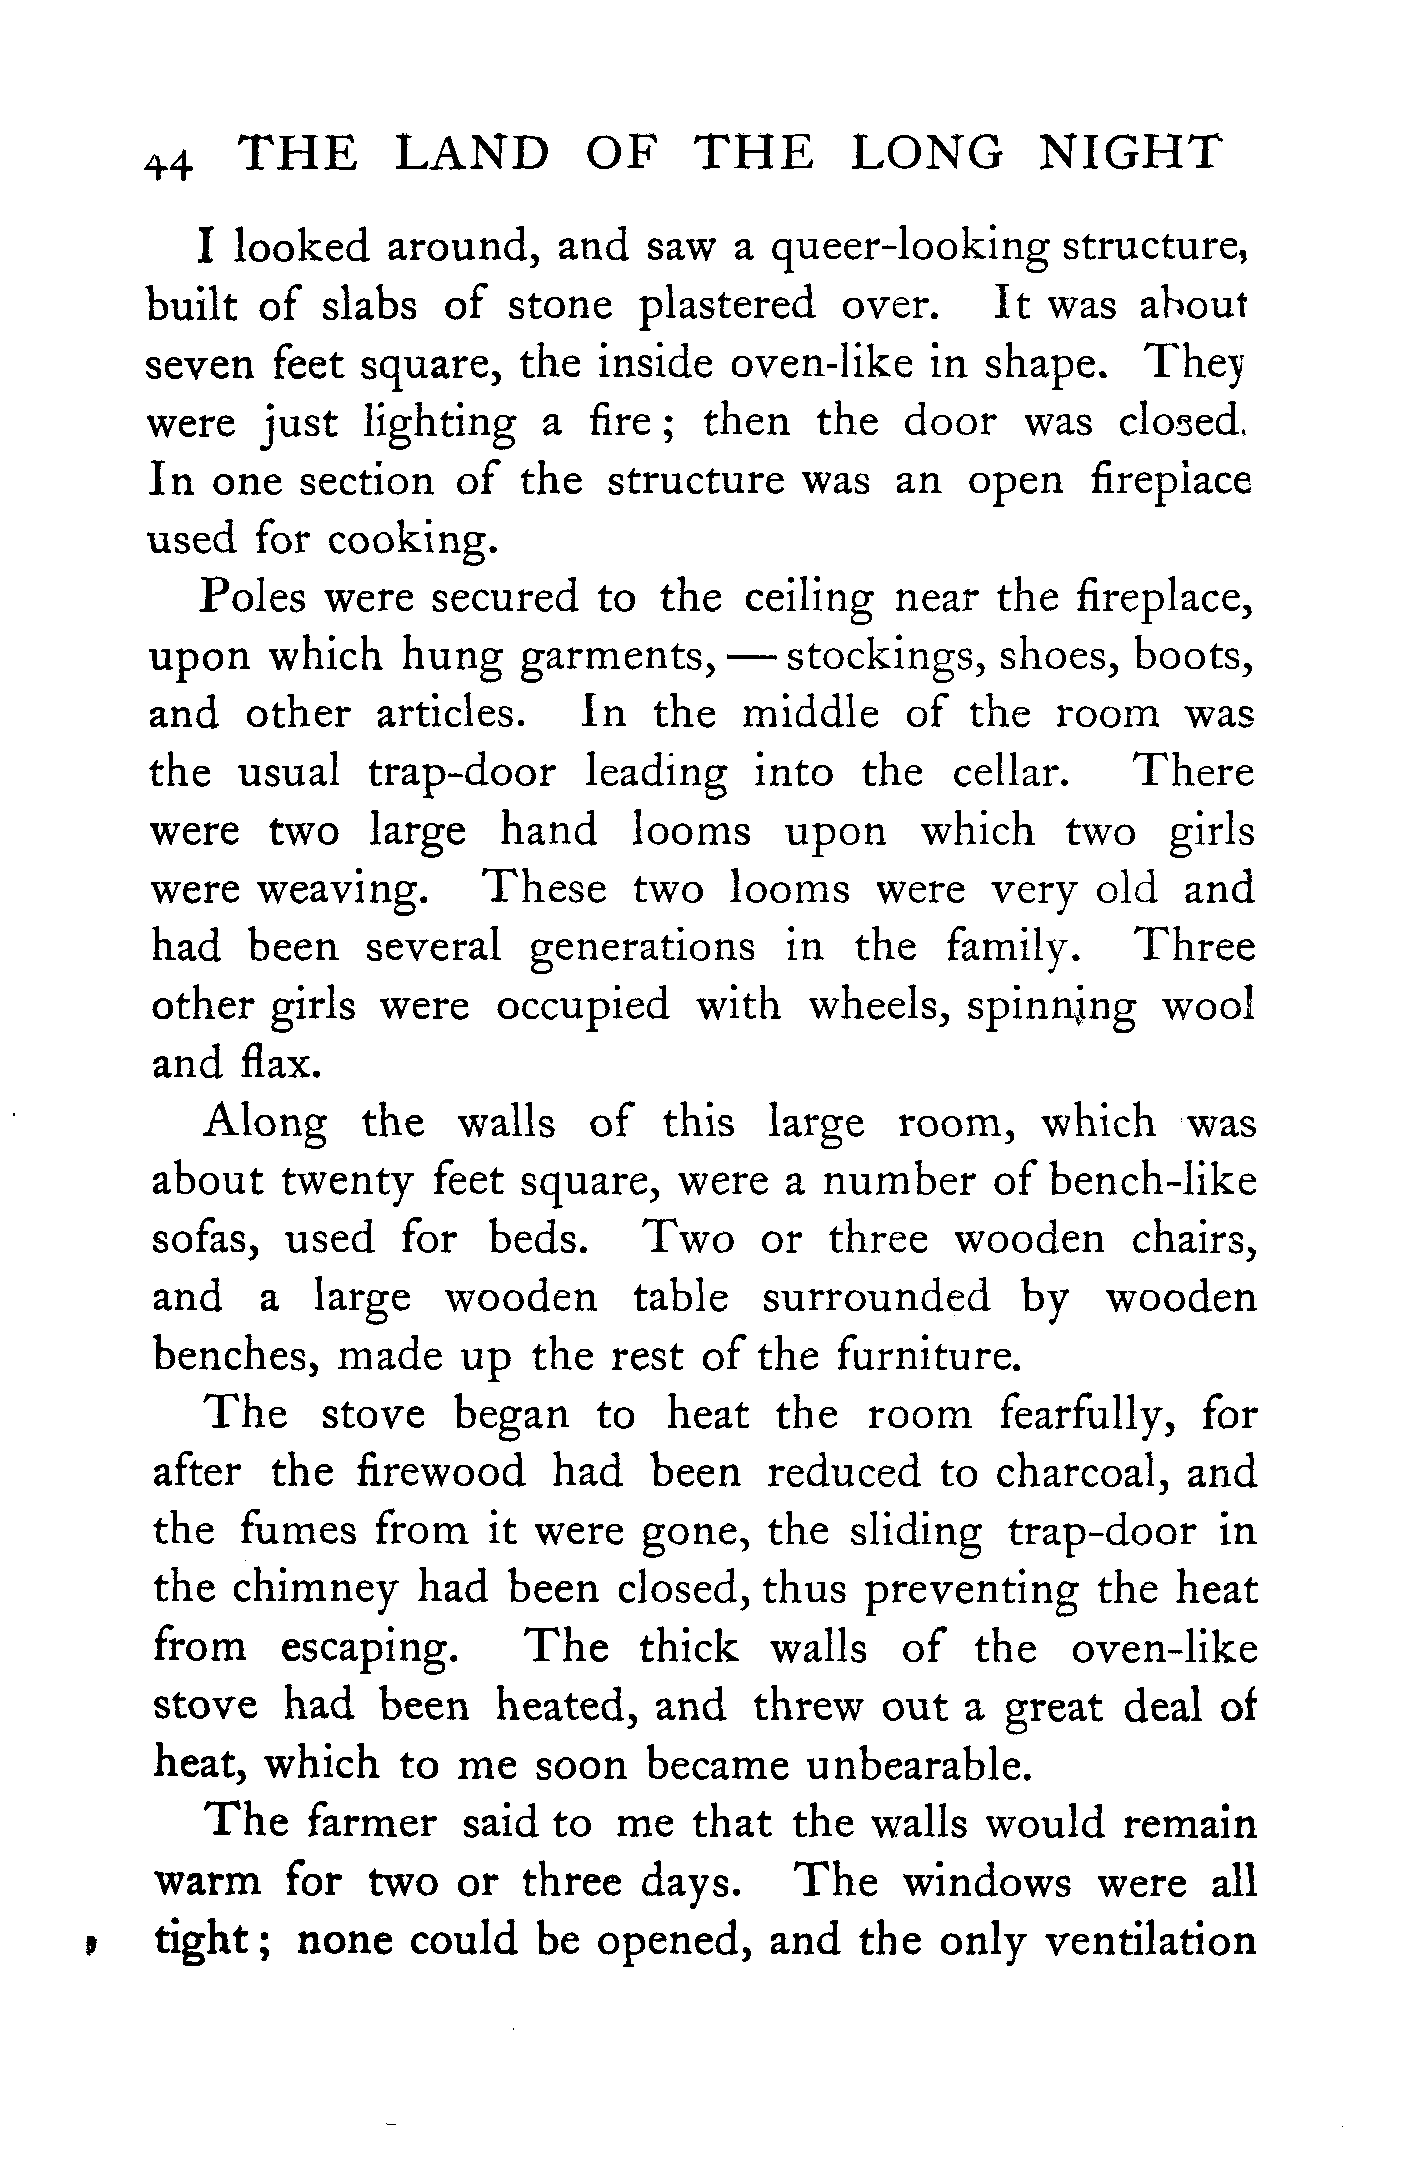 44 THE LAND OF THE LONG NIGHT
I looked around, and saw a queer-looking structure,
built of slabs of stone plastered over. It was about
seven feet square, the inside oven-like in shape. They
were just lighting a fire; then the door was closed.
In one section of the structure was an open fireplace
used for cooking.
Poles were secured to the ceiling near the fireplace,
upon which hung garments, — stockings, shoes, boots,
and other articles. In the middle of the room was
the usual trap-door leading into the cellar. There
were two large hand looms upon which two girls
were weaving. These two looms were very old and
had been several generations in the family. Three
other girls were occupied with wheels, spinning wool
and flax.
Along the walls of this large room, which was
about twenty feet square, were a number of bench-like
sofas, used for beds. Two or three wooden chairs,
and a large wooden table surrounded by wooden
benches, made up the rest of the furniture.
The stove began to heat the room fearfully, for
after the firewood had been reduced to charcoal, and
the fumes from it were gone, the sliding trap-door in
the chimney had been closed, thus preventing the heat
from escaping. The thick walls of the oven-like
stove had been heated, and threw out a great deal of
heat, which to me soon became unbearable.
The farmer said to me that the walls would remain
warm for two or three days. The windows were all
tight; none could be opened, and the only ventilation